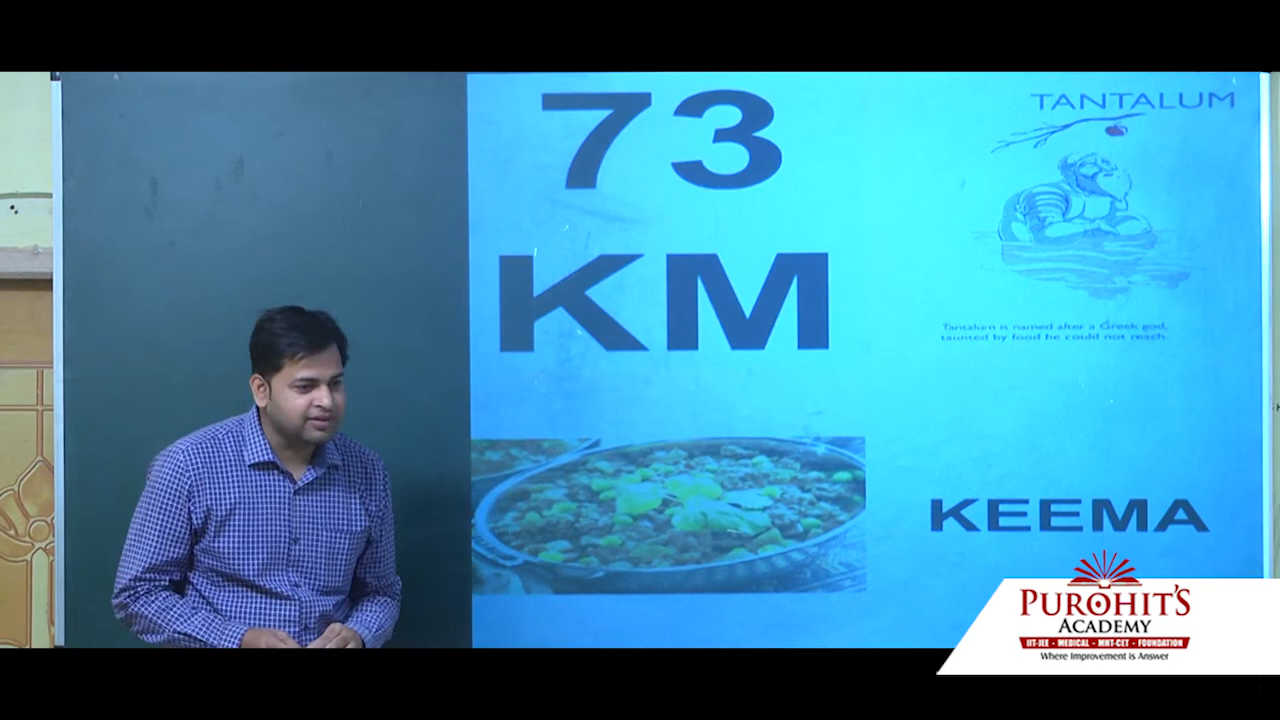 73
KM
TANTALUM
Tantalum is named after a Greek god,
taunted by food he could not reach.
KEEMA
PUROHIT'S
ACADEMY
IIT-JEE - MEDICAL - MHT-CET - FOUNDATION
Where Improvement is Answer